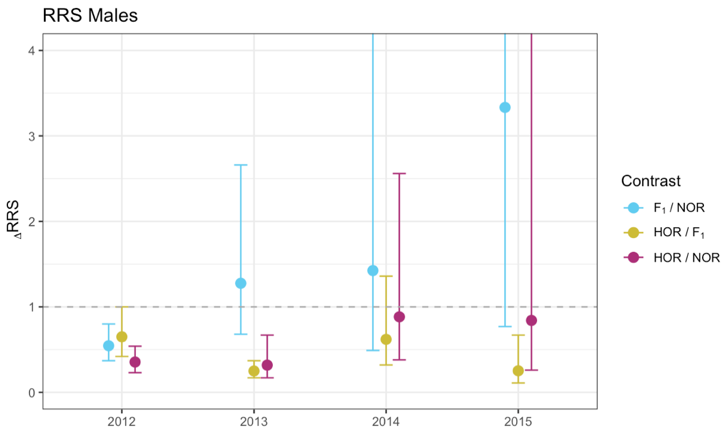 RRS Males
4
3
2
1
0
ΔRRS
2012 2013 2014 2015
Contrast
F₁ / NOR
HOR / F₁
HOR / NOR